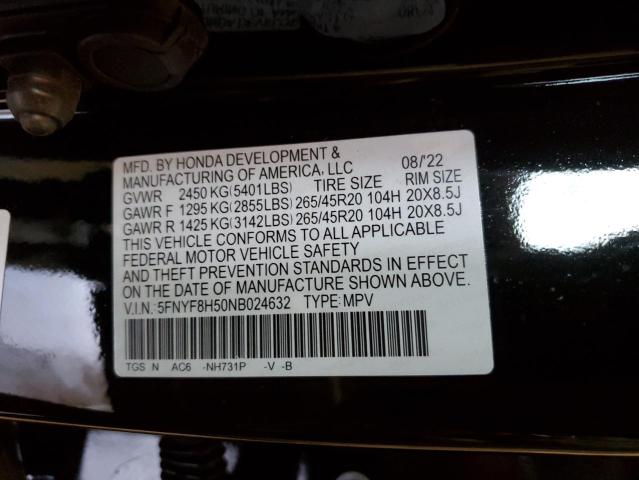 MFD. BY HONDA DEVELOPMENT &
MANUFACTURING OF AMERICA, LLC 08/'22
GVWR 2450 KG(5401LBS) TIRE SIZE RIM SIZE
GAWR F 1295 KG(2855LBS) 265/45R20 104H 20X8.5J
GAWR R 1425 KG(3142LBS) 265/45R20 104H 20X8.5J
THIS VEHICLE CONFORMS TO ALL APPLICABLE
FEDERAL MOTOR VEHICLE SAFETY
AND THEFT PREVENTION STANDARDS IN EFFECT
ON THE DATE OF MANUFACTURE SHOWN ABOVE.
V.I.N.:5FNYF8H50NB024632 TYPE:MPV
TGS N AC6 -NH731P -V -B